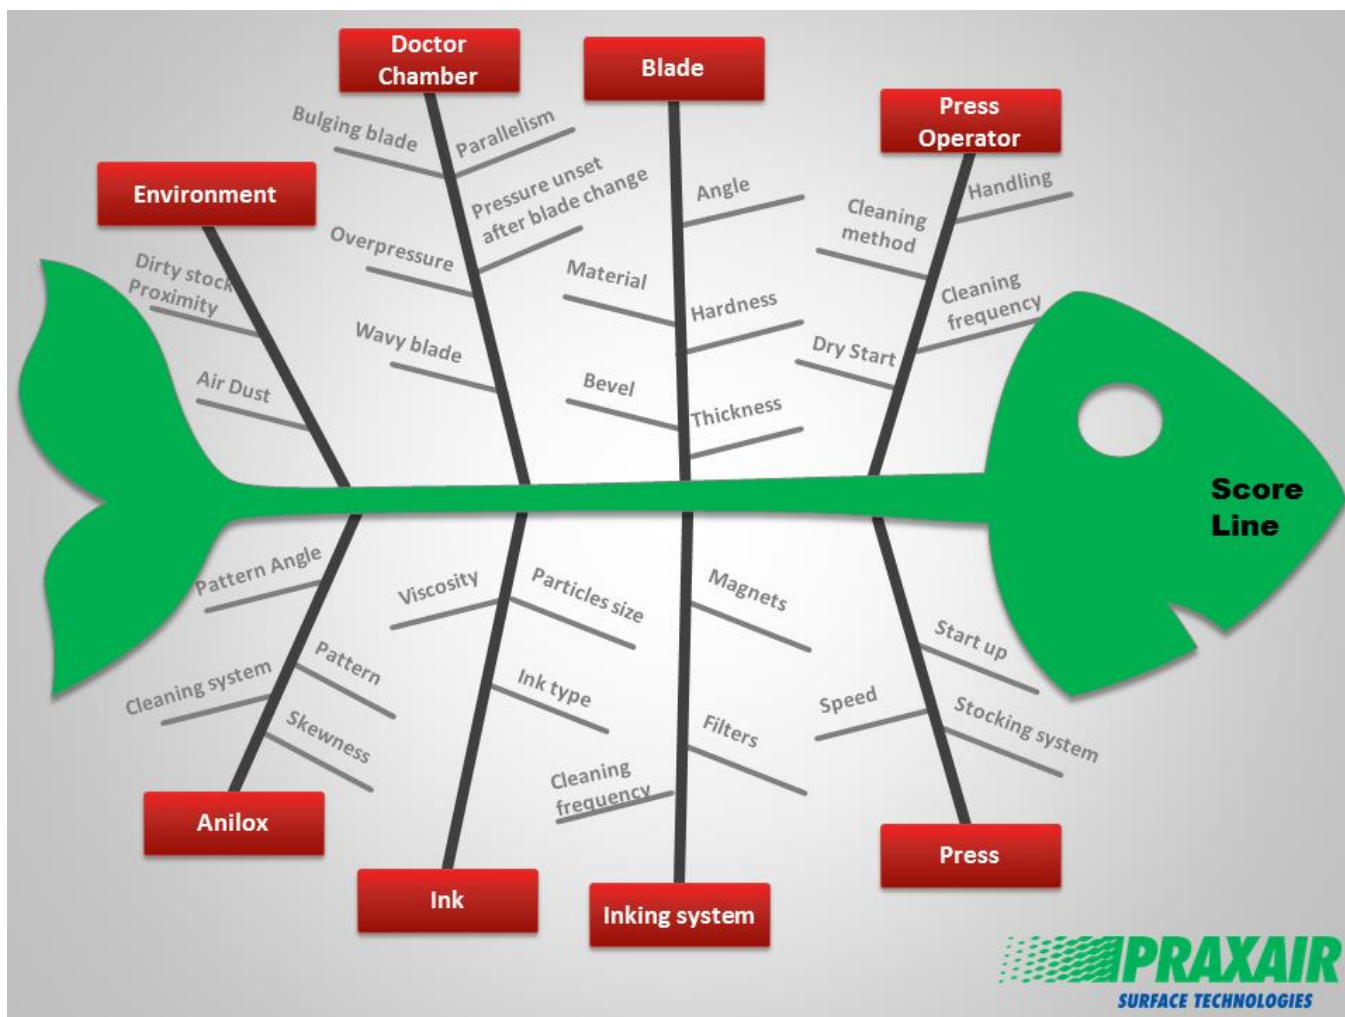 Doctor
Chamber
Blade
Press
Operator
Environment
Bulging blade
Parallelism
Pressure unset
after blade change
Overpressure
Wavy blade
Dirty stock
Proximity
Air Dust
Angle
Material
Hardness
Bevel
Thickness
Handling
Cleaning
method
Cleaning
frequency
Dry Start
Score
Line
Pattern Angle
Cleaning system
Pattern
Skewness
Viscosity
Particles size
Ink type
Magnets
Filters
Cleaning
frequency
Start up
Speed
Stocking system
Anilox
Ink
Inking system
Press
PRAXAIR
SURFACE TECHNOLOGIES